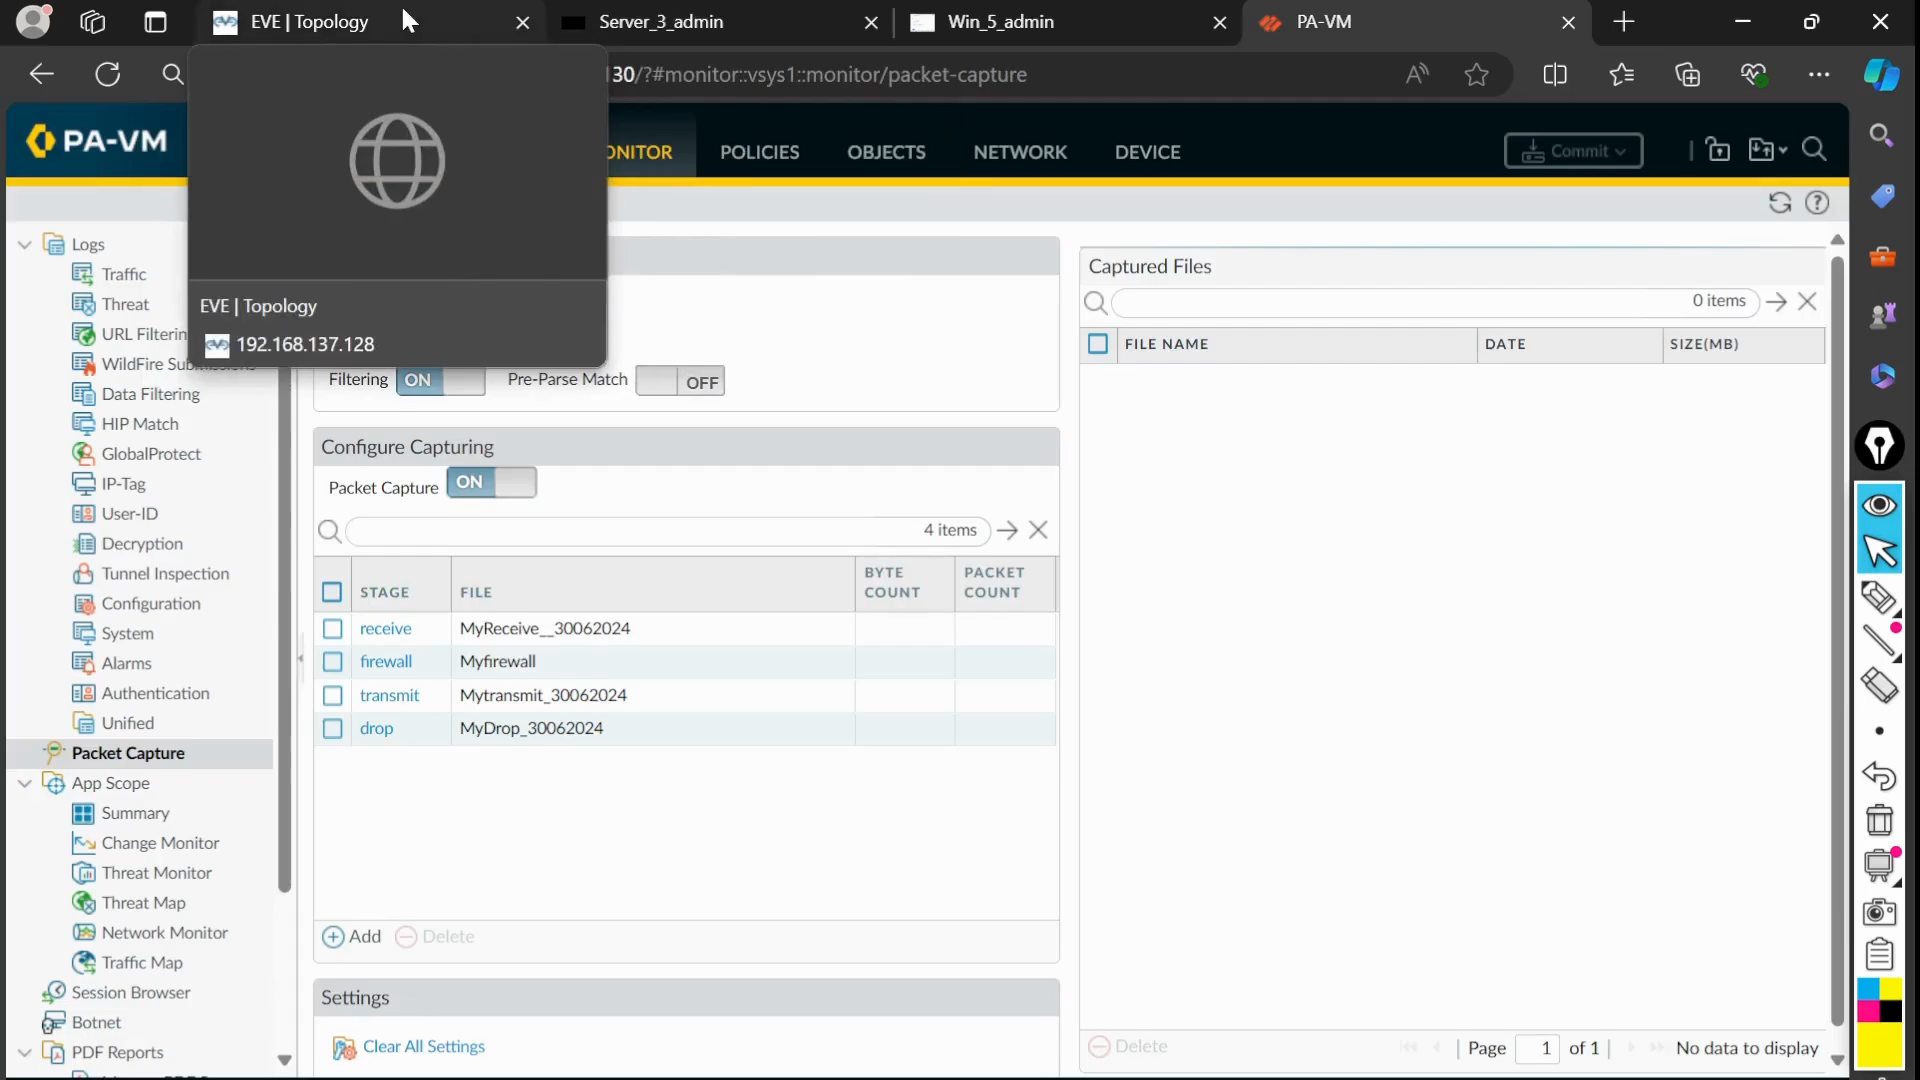 EVE | Topology
Server_3_admin
Win_5_admin
PA-VM
30/?#monitor::vsys1::monitor/packet-capture
PA-VM
ONITOR
POLICIES
OBJECTS
NETWORK
DEVICE
Commit
EVE | Topology
192.168.137.128
Logs
Traffic
Threat
URL Filterin
WildFire Submissions
Data Filtering
HIP Match
GlobalProtect
IP-Tag
User-ID
Decryption
Tunnel Inspection
Configuration
System
Alarms
Authentication
Unified
Packet Capture
App Scope
Summary
Change Monitor
Threat Monitor
Threat Map
Network Monitor
Traffic Map
Session Browser
Botnet
PDF Reports
Filtering ON Pre-Parse Match OFF
Configure Capturing
Packet Capture ON
4 items
STAGE FILE BYTE COUNT PACKET COUNT
receive MyReceive__30062024
firewall Myfirewall
transmit Mytransmit_30062024
drop MyDrop_30062024
Add Delete
Settings
Clear All Settings
Captured Files
0 items
FILE NAME DATE SIZE(MB)
Delete
Page 1 of 1 No data to display